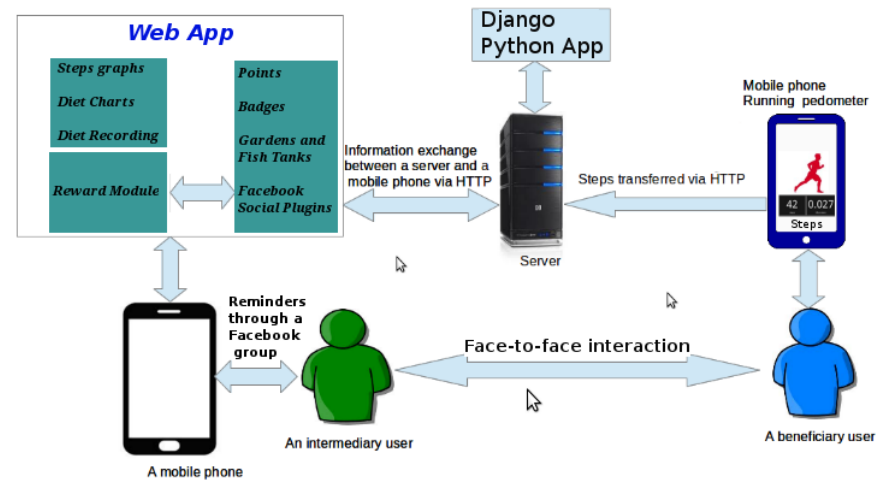 Web App
Steps graphs
Diet Charts
Diet Recording
Reward Module
Points
Badges
Gardens and
Fish Tanks
Facebook
Social Plugins
Django
Python App
Information exchange
between a server and a
mobile phone via HTTP
Server
Steps transferred via HTTP
Mobile phone
Running pedometer
42
0.027
Steps
Reminders
through a
Facebook
group
Face-to-face interaction
A mobile phone
An intermediary user
A beneficiary user